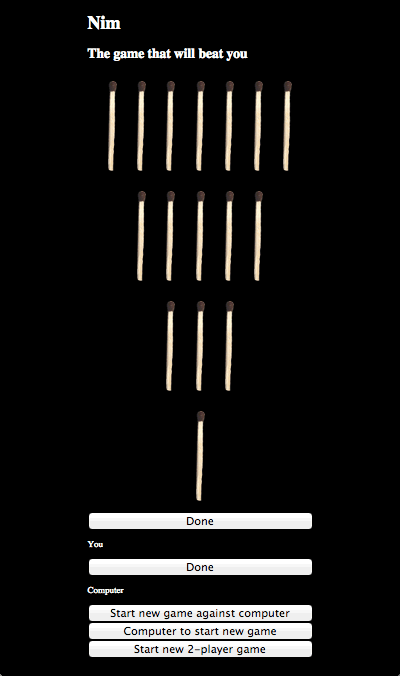 Nim
The game that will beat you
Done
You
Done
Computer
Start new game against computer
Computer to start new game
Start new 2-player game